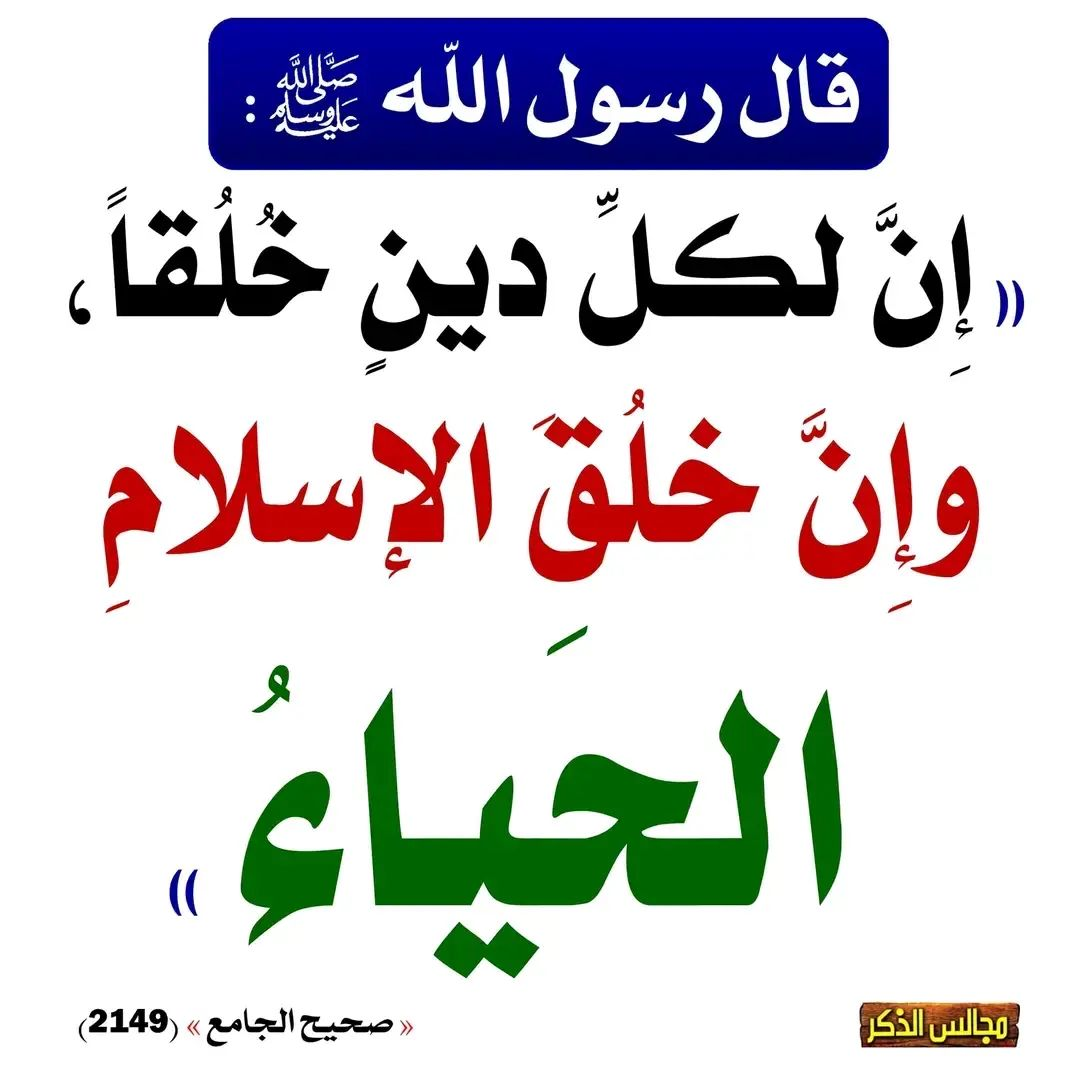 قال رسول الله ﷺ :
(( إِنَّ لكلِّ دينٍ خُلُقاً،
وإِنَّ خلُقَ الإسلامِ
الحَياءُ ))
« صحيح الجامع » (2149)
مجالس الذكر